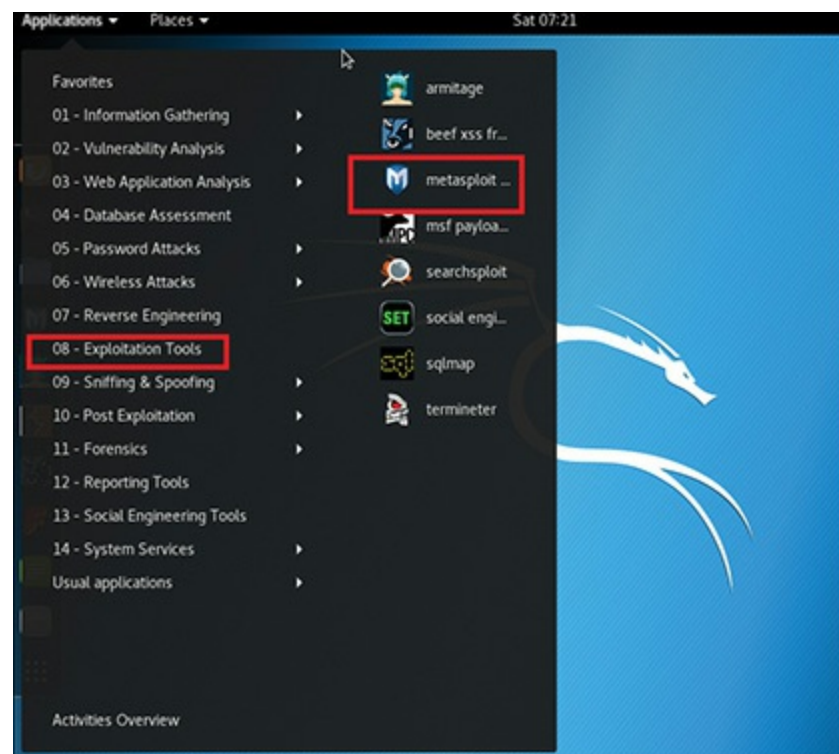 Applications Places Sat 07:21
Favorites
01 - Information Gathering
02 - Vulnerability Analysis
03 - Web Application Analysis
04 - Database Assessment
05 - Password Attacks
06 - Wireless Attacks
07 - Reverse Engineering
08 - Exploitation Tools
09 - Sniffing & Spoofing
10 - Post Exploitation
11 - Forensics
12 - Reporting Tools
13 - Social Engineering Tools
14 - System Services
Usual applications
Activities Overview
armitage
beef xss fr...
metasploit ...
msf payloa...
searchsploit
SET social engi...
sql sqlmap
termineter